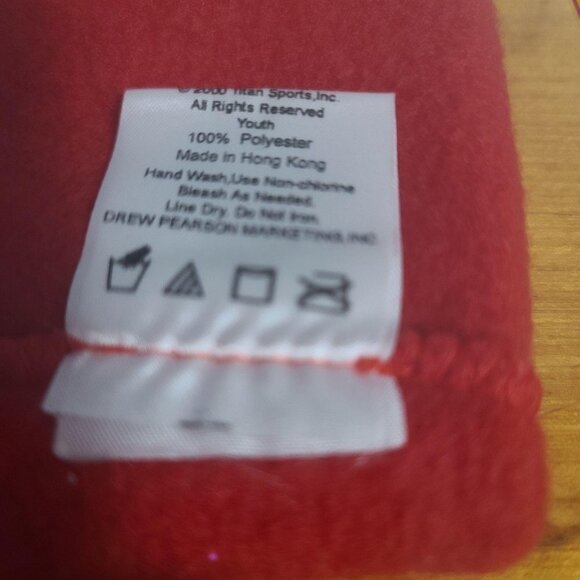 © 2000 Titan Sports,Inc.
All Rights Reserved
Youth
100% Polyester
Made in Hong Kong
Hand Wash,Use Non-chlorine
Bleash As Needed.
Line Dry. Do Not Iron
DREW PEARSON MARKETING,INC.